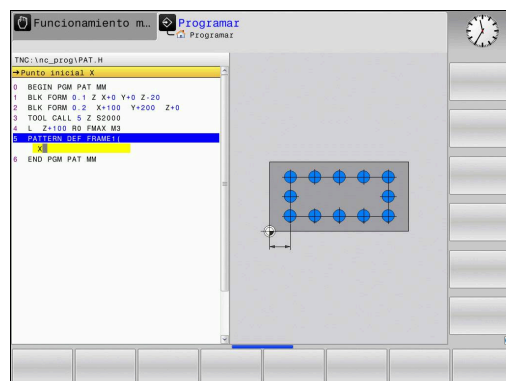 Funcionamiento m…
Programar
Programar
TNC:\nc_prog\PAT.H
→Punto inicial X
0 BEGIN PGM PAT MM
1 BLK FORM 0.1 Z X+0 Y+0 Z-20
2 BLK FORM 0.2 X+100 Y+200 Z+0
3 TOOL CALL 5 Z S2000
4 L Z+100 R0 FMAX M3
5 PATTERN DEF FRAME1(
X
6 END PGM PAT MM